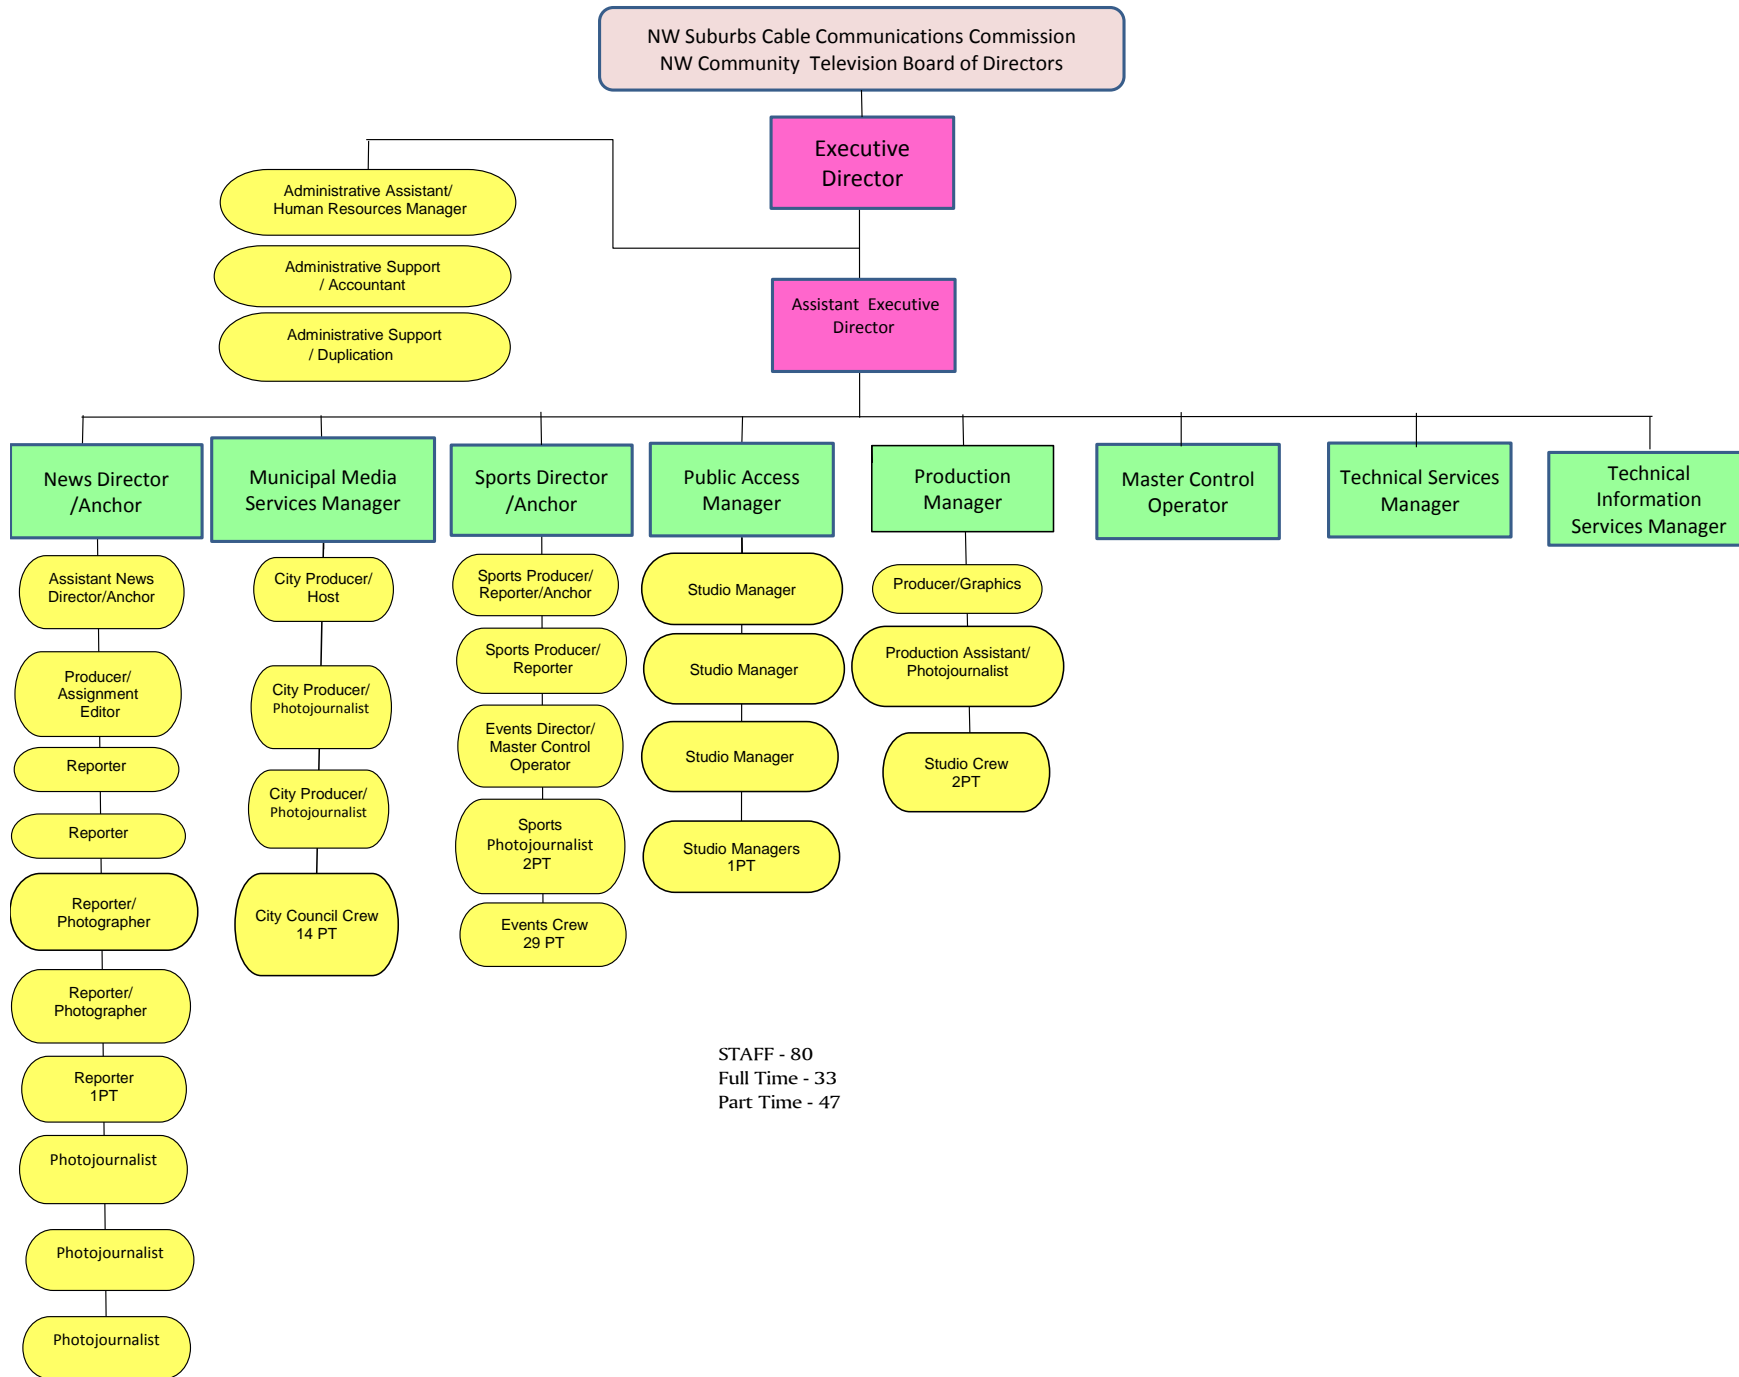 NW Suburbs Cable Communications Commission
NW Community  Television Board of Directors
Executive
Director
Administrative Assistant/
Human Resources Manager
Administrative Support
/ Accountant
Administrative Support
/ Duplication
Assistant  Executive
Director
News Director
/Anchor
Municipal Media
Services Manager
Sports Director
/Anchor
Public Access
Manager
Production
Manager
Master Control
Operator
Technical Services
Manager
Technical
Information
Services Manager
Assistant News
Director/Anchor
Producer/
Assignment
Editor
Reporter
Reporter
Reporter/
Photographer
Reporter/
Photographer
Reporter
1PT
Photojournalist
Photojournalist
Photojournalist
City Producer/
Host
City Producer/
Photojournalist
City Producer/
Photojournalist
City Council Crew
14 PT
Sports Producer/
Reporter/Anchor
Sports Producer/
Reporter
Events Director/
Master Control
Operator
Sports
Photojournalist
2PT
Events Crew
29 PT
Studio Manager
Studio Manager
Studio Manager
Studio Managers
1PT
Producer/Graphics
Production Assistant/
Photojournalist
Studio Crew
2PT
STAFF - 80
Full Time - 33
Part Time - 47